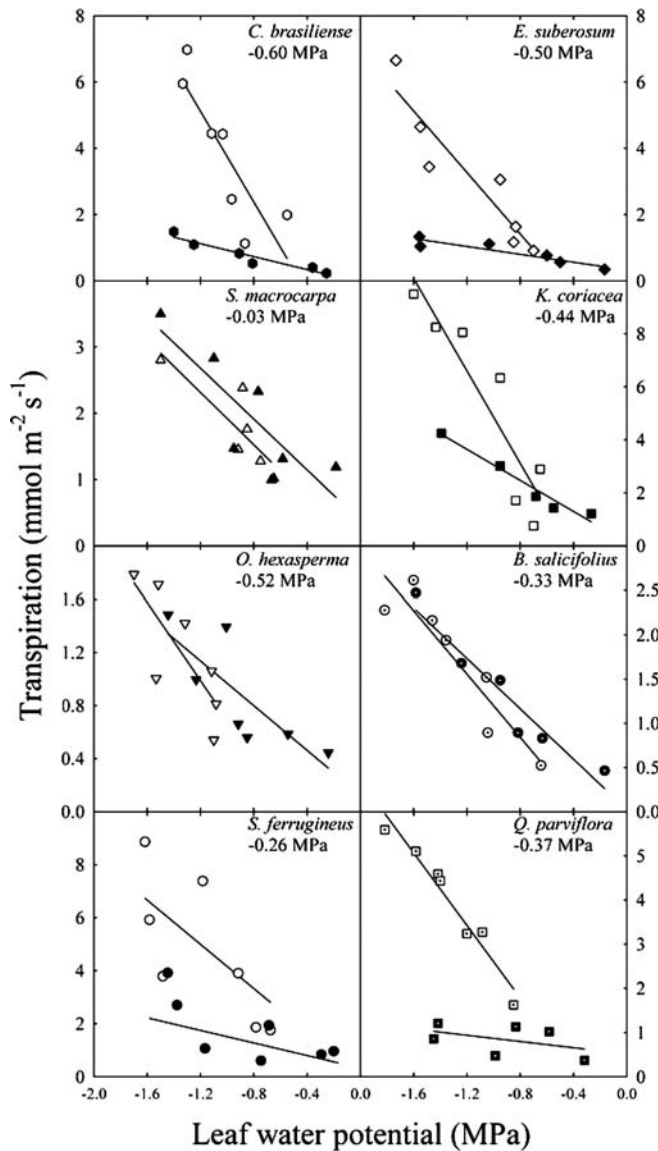 C. brasiliense
-0.60 MPa
E. suberosum
-0.50 MPa
8
6
4
2
0
8
6
4
2
0
S. macrocarpa
-0.03 MPa
K. coriacea
-0.44 MPa
3
2
1
0
8
6
4
2
0
O. hexasperma
-0.52 MPa
B. salicifolius
-0.33 MPa
1.6
1.2
0.8
0.4
0.0
2.5
2.0
1.5
1.0
0.5
0.0
S. ferrugineus
-0.26 MPa
Q. parviflora
-0.37 MPa
8
6
4
2
0
5
4
3
2
1
0
-2.0 -1.6 -1.2 -0.8 -0.4 -1.6 -1.2 -0.8 -0.4 0.0
Transpiration (mmol m⁻² s⁻¹)
Leaf water potential (MPa)